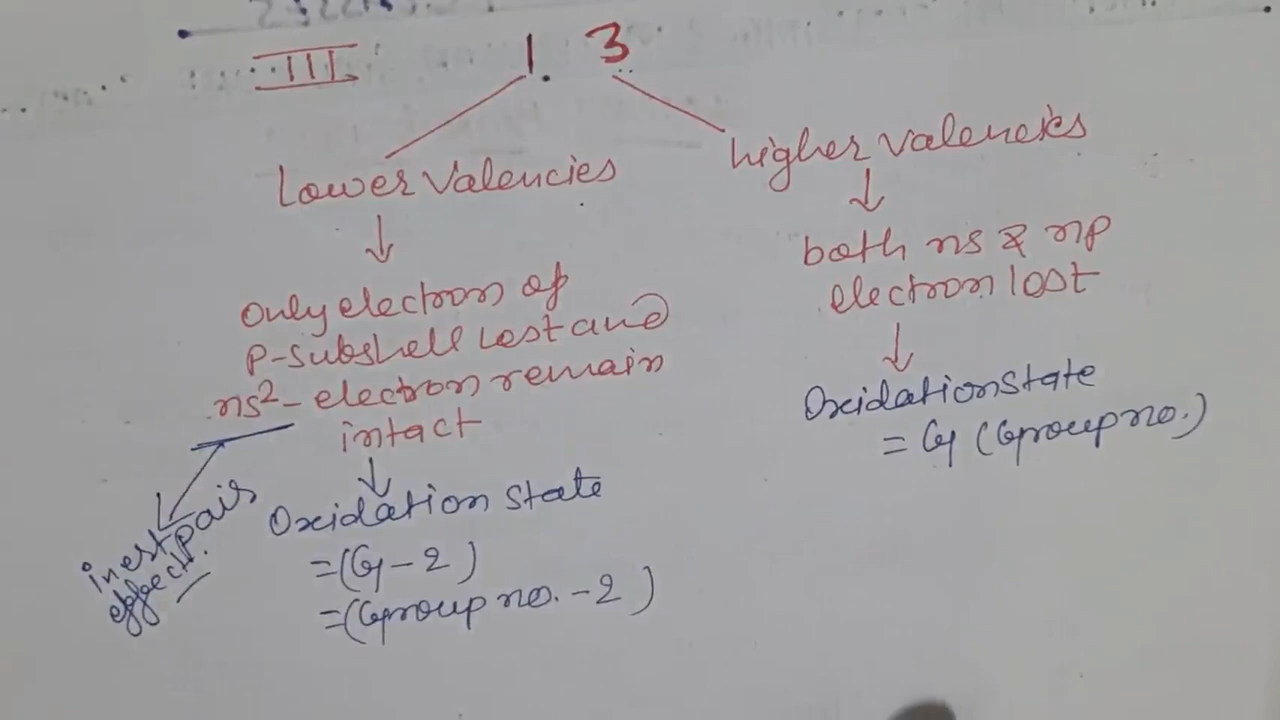 III 1. 3
Lower Valencies
higher valencies
only electron of
p-subshell lost and
ns²- electron remain
intact
both ns & np
electron lost
inert pair
effect.
Oxidation state
=(G-2)
=(Group no. -2)
Oxidation state
= G (Group no.)